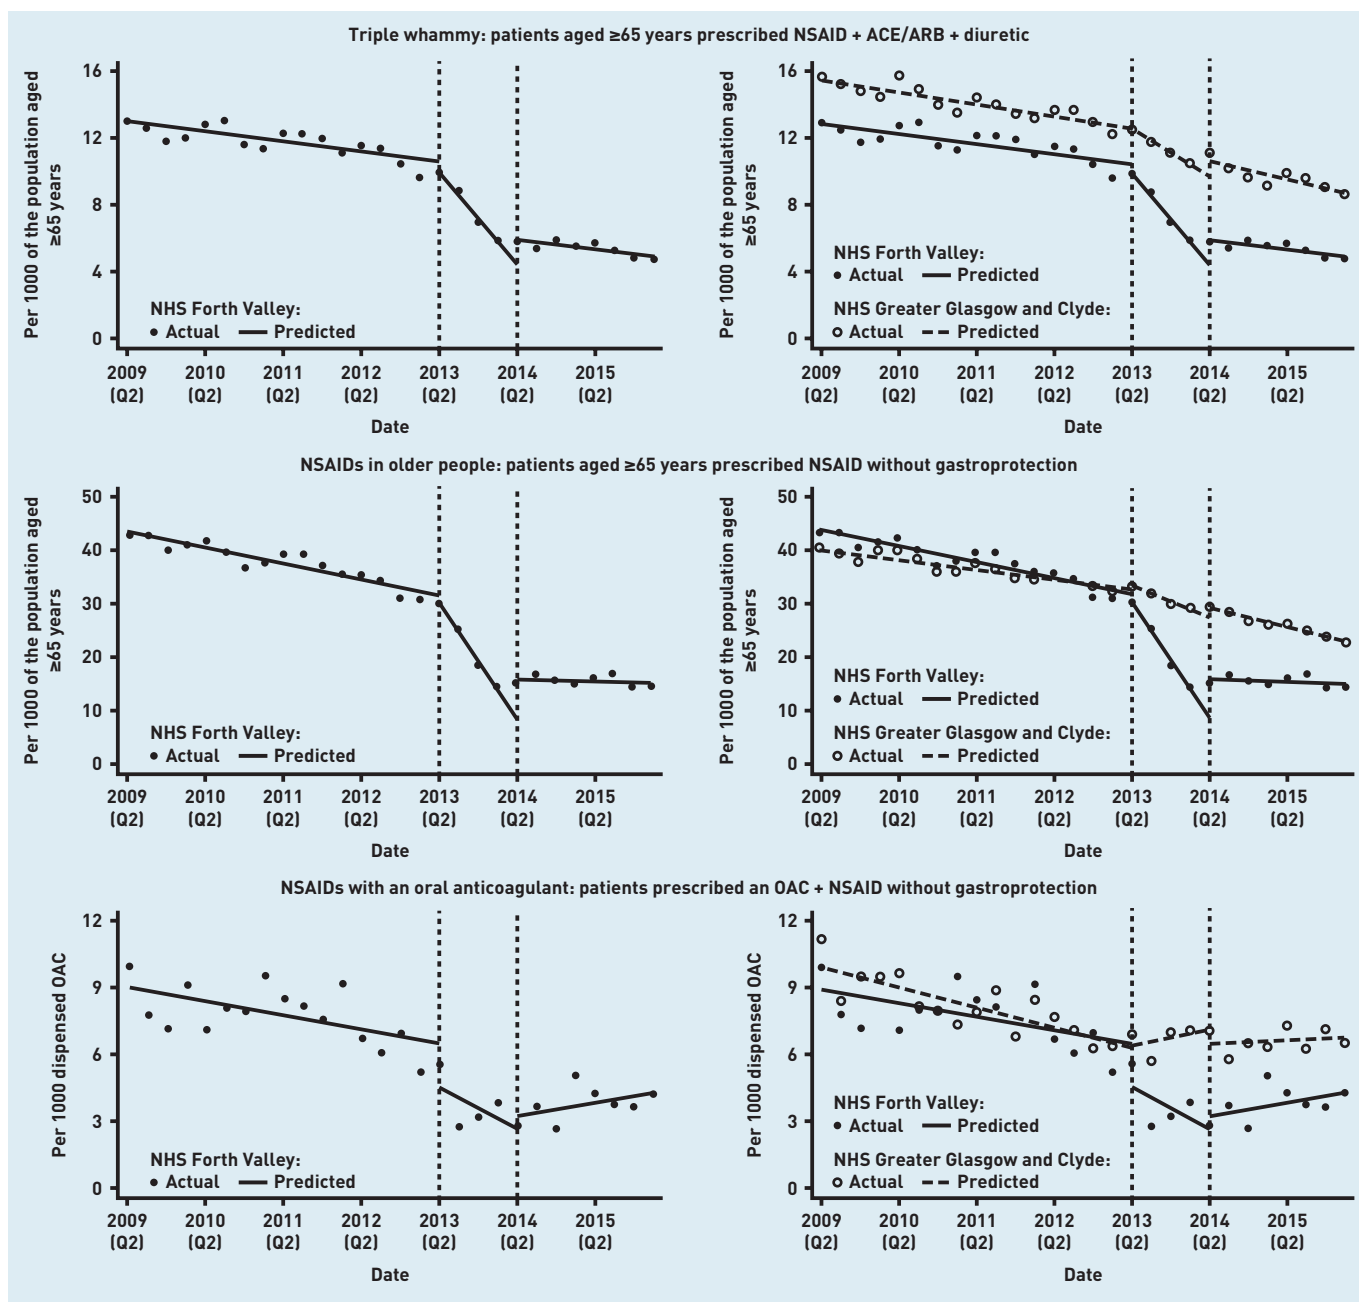 Triple whammy: patients aged ≥65 years prescribed NSAID + ACE/ARB + diuretic
Per 1000 of the population aged
≥65 years
16
12
8
4
0
NHS Forth Valley:
Actual Predicted
2009 2010 2011 2012 2013 2014 2015
(Q2) (Q2) (Q2) (Q2) (Q2) (Q2) (Q2)
Date
Per 1000 of the population aged
≥65 years
16
12
8
4
0
NHS Forth Valley:
Actual Predicted
NHS Greater Glasgow and Clyde:
Actual Predicted
2009 2010 2011 2012 2013 2014 2015
(Q2) (Q2) (Q2) (Q2) (Q2) (Q2) (Q2)
Date
NSAIDs in older people: patients aged ≥65 years prescribed NSAID without gastroprotection
Per 1000 of the population aged
≥65 years
50
40
30
20
10
0
NHS Forth Valley:
Actual Predicted
2009 2010 2011 2012 2013 2014 2015
(Q2) (Q2) (Q2) (Q2) (Q2) (Q2) (Q2)
Date
Per 1000 of the population aged
≥65 years
50
40
30
20
10
0
NHS Forth Valley:
Actual Predicted
NHS Greater Glasgow and Clyde:
Actual Predicted
2009 2010 2011 2012 2013 2014 2015
(Q2) (Q2) (Q2) (Q2) (Q2) (Q2) (Q2)
Date
NSAIDs with an oral anticoagulant: patients prescribed an OAC + NSAID without gastroprotection
Per 1000 dispensed OAC
12
9
6
3
0
NHS Forth Valley:
Actual Predicted
2009 2010 2011 2012 2013 2014 2015
(Q2) (Q2) (Q2) (Q2) (Q2) (Q2) (Q2)
Date
Per 1000 dispensed OAC
12
9
6
3
0
NHS Forth Valley:
Actual Predicted
NHS Greater Glasgow and Clyde:
Actual Predicted
2009 2010 2011 2012 2013 2014 2015
(Q2) (Q2) (Q2) (Q2) (Q2) (Q2) (Q2)
Date